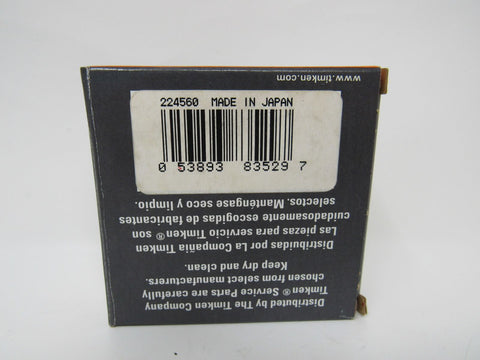 224560 MADE IN JAPAN
0 53893 83529 7
www.timken.com
Distributed by The Timken Company
Timken® Service Parts are carefully
chosen from select manufacturers.
Keep dry and clean.
Distribuidas por La Compañia Timken
Las piezas para servicio Timken® son
cuidadosamente escogidas de fabricantes
selectos. Manténgase seco y limpio.